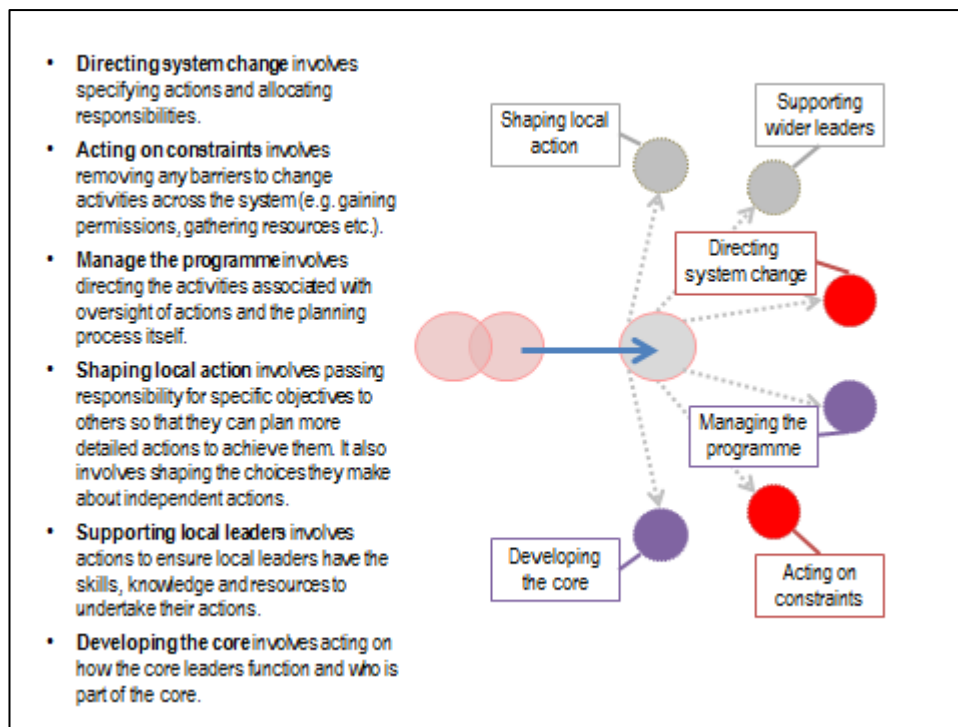 • Directing system change involves
specifying actions and allocating
responsibilities.
• Acting on constraints involves
removing any barriers to change
activities across the system (e.g. gaining
permissions, gathering resources etc.).
• Manage the programme involves
directing the activities associated with
oversight of actions and the planning
process itself.
• Shaping local action involves passing
responsibility for specific objectives to
others so that they can plan more
detailed actions to achieve them. It also
involves shaping the choices they make
about independent actions.
• Supporting local leaders involves
actions to ensure local leaders have the
skills, knowledge and resources to
undertake their actions.
• Developing the core involves acting on
how the core leaders function and who is
part of the core.
Shaping local
action
Supporting
wider leaders
Directing
system change
Managing the
programme
Developing
the core
Acting on
constraints